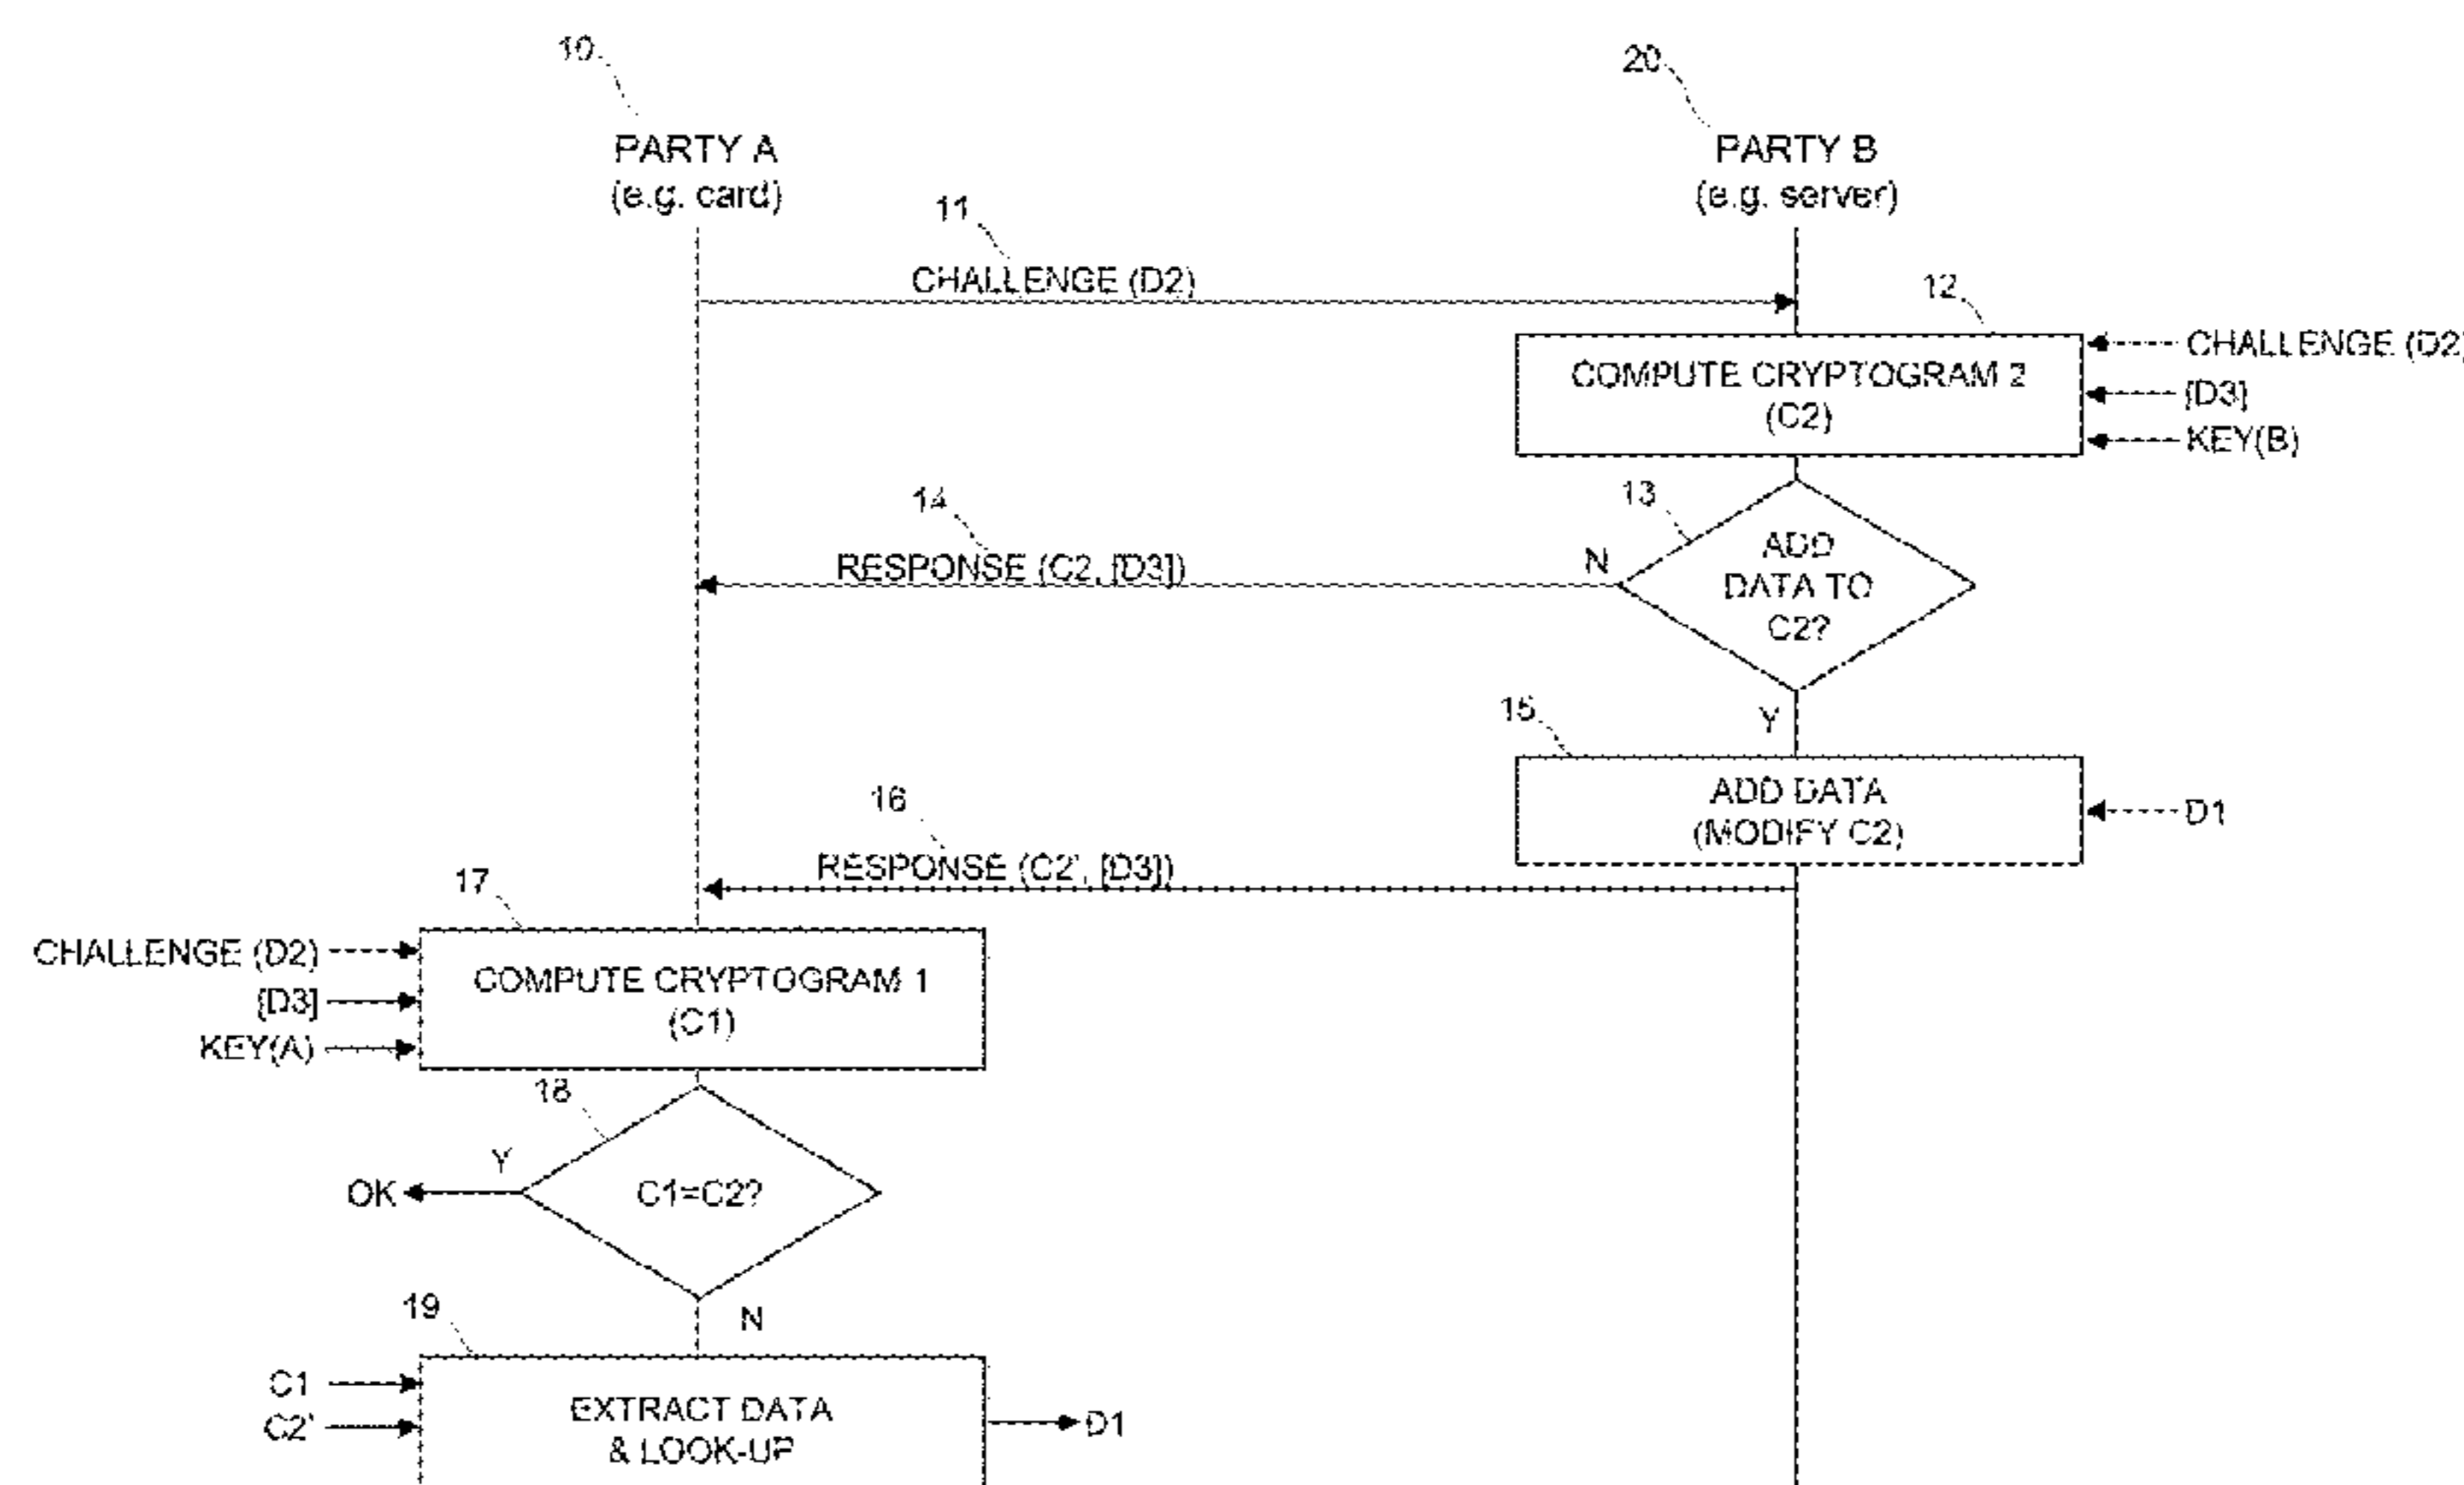 10
20
PARTY A
(e.g. card)
PARTY B
(e.g. server)
11
CHALLENGE (D2)
12
COMPUTE CRYPTOGRAM 2
(C2)
CHALLENGE (D2)
[D3]
KEY(B)
13
ADD
DATA TO
C2?
N
14
RESPONSE (C2, [D3])
Y
15
ADD DATA
(MODIFY C2)
D1
16
RESPONSE (C2', [D3])
17
CHALLENGE (D2)
[D3]
KEY(A)
COMPUTE CRYPTOGRAM 1
(C1)
18
Y
OK
C1=C2?
N
19
C1
C2'
EXTRACT DATA
& LOOK-UP
D1